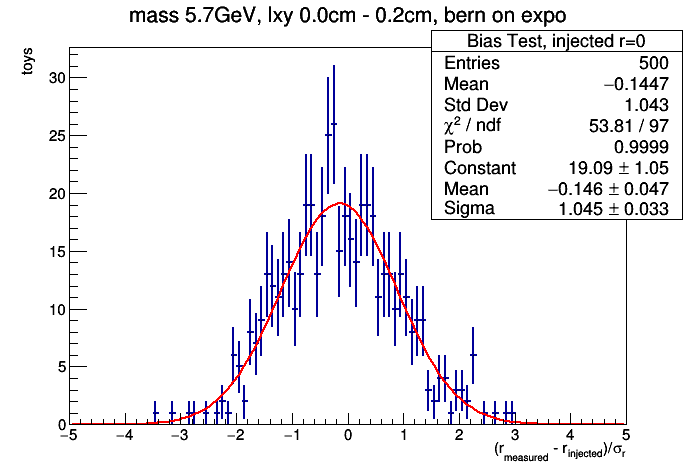 mass 5.7GeV, lxy 0.0cm - 0.2cm, bern on expo
Bias Test, injected r=0
Entries 500
Mean −0.1447
Std Dev 1.043
χ² / ndf 53.81 / 97
Prob 0.9999
Constant 19.09 ± 1.05
Mean −0.146 ± 0.047
Sigma 1.045 ± 0.033
toys
30
25
20
15
10
5
0
−5 −4 −3 −2 −1 0 1 2 3 4 5
(r_measured - r_injected)/σ_r